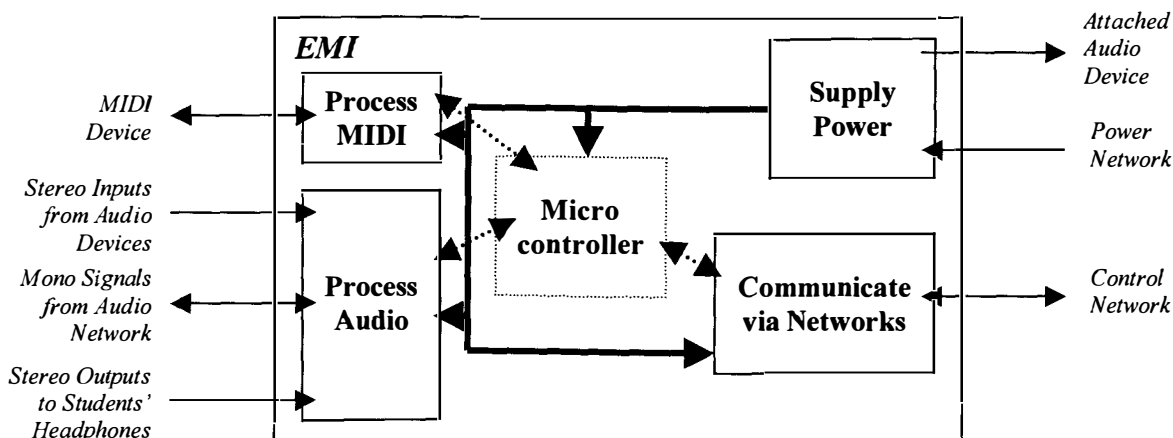 EMI
MIDI
Device
Stereo Inputs
from Audio
Devices
Mono Signals
from Audio
Network
Stereo Outputs
to Students’
Headphones
Process
MIDI
Process
Audio
Micro
controller
Supply
Power
Communicate
via Networks
Attached
Audio
Device
Power
Network
Control
Network